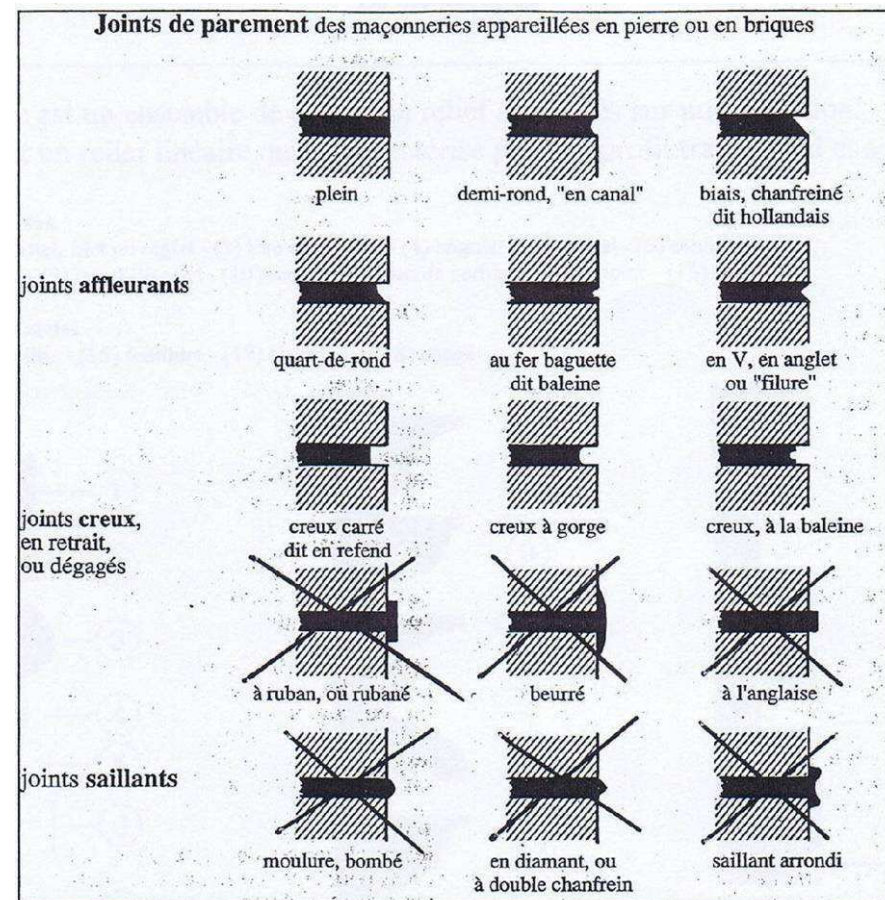 Joints de parement des maçonneries appareillées en pierre ou en briques
plein
demi-rond, "en canal"
biais, chanfreiné
dit hollandais
joints affleurants
quart-de-rond
au fer baguette
dit baleine
en V, en anglet
ou "filure"
joints creux,
en retrait,
ou dégagés
creux carré
dit en refend
creux à gorge
creux, à la baleine
à ruban, ou rubané
beurré
à l'anglaise
joints saillants
moulure, bombé
en diamant, ou
à double chanfrein
saillant arrondi